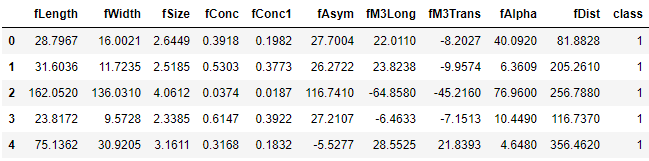 fLength fWidth fSize fConc fConc1 fAsym fM3Long fM3Trans fAlpha fDist class
0 28.7967 16.0021 2.6449 0.3918 0.1982 27.7004 22.0110 -8.2027 40.0920 81.8828 1
1 31.6036 11.7235 2.5185 0.5303 0.3773 26.2722 23.8238 -9.9574 6.3609 205.2610 1
2 162.0520 136.0310 4.0612 0.0374 0.0187 116.7410 -64.8580 -45.2160 76.9600 256.7880 1
3 23.8172 9.5728 2.3385 0.6147 0.3922 27.2107 -6.4633 -7.1513 10.4490 116.7370 1
4 75.1362 30.9205 3.1611 0.3168 0.1832 -5.5277 28.5525 21.8393 4.6480 356.4620 1